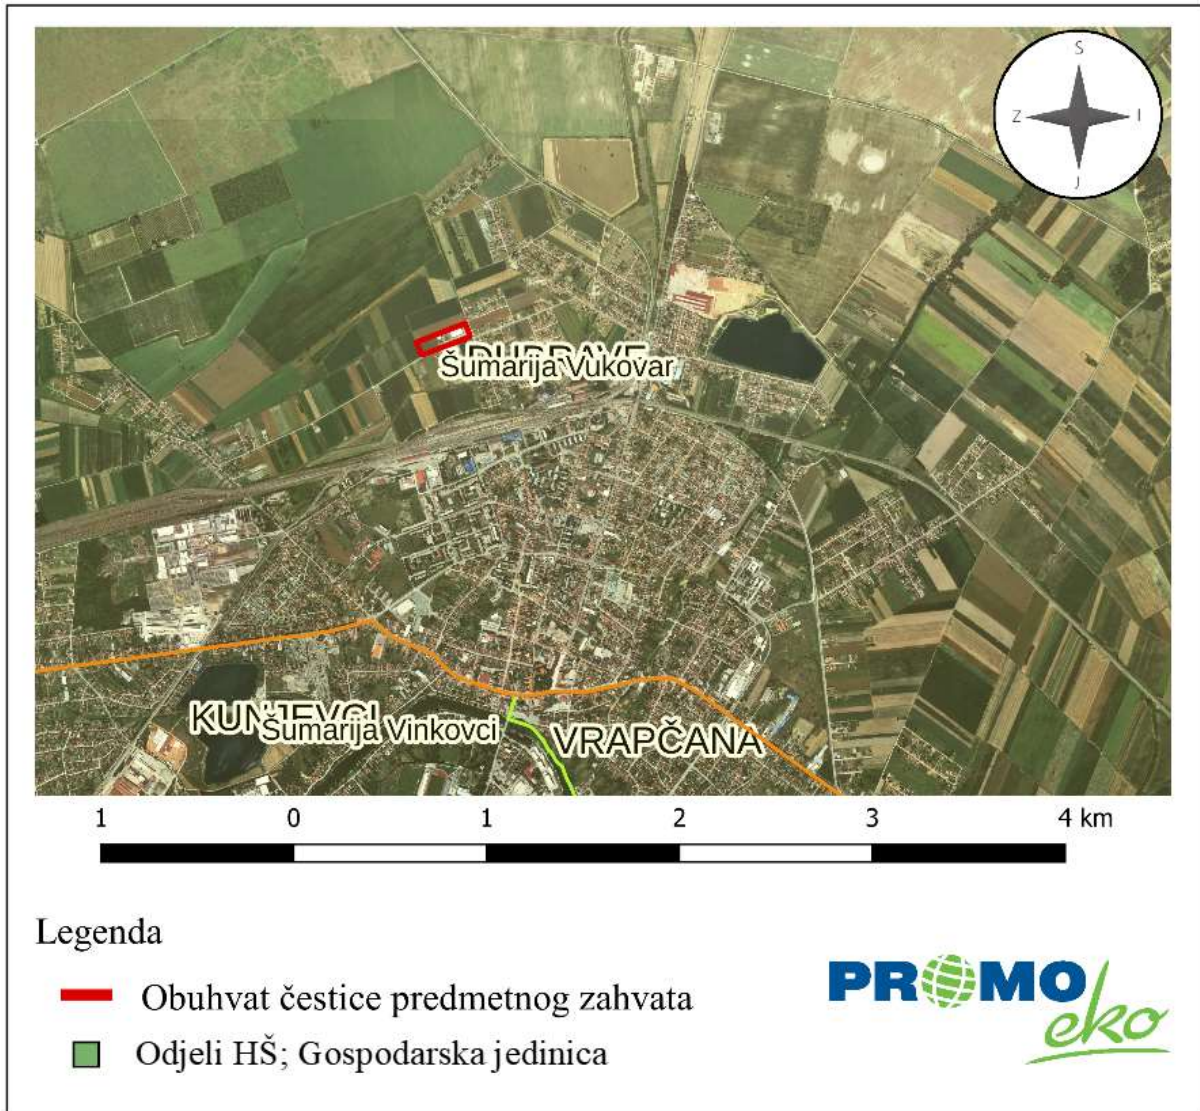 S
Z
I
J
Šumarija Vukovar
Šumarija Vinkovci
VRAPČANA
1 0 1 2 3 4 km
Legenda
Obuhvat čestice predmetnog zahvata
Odjeli HŠ; Gospodarska jedinica
PROMO
eko